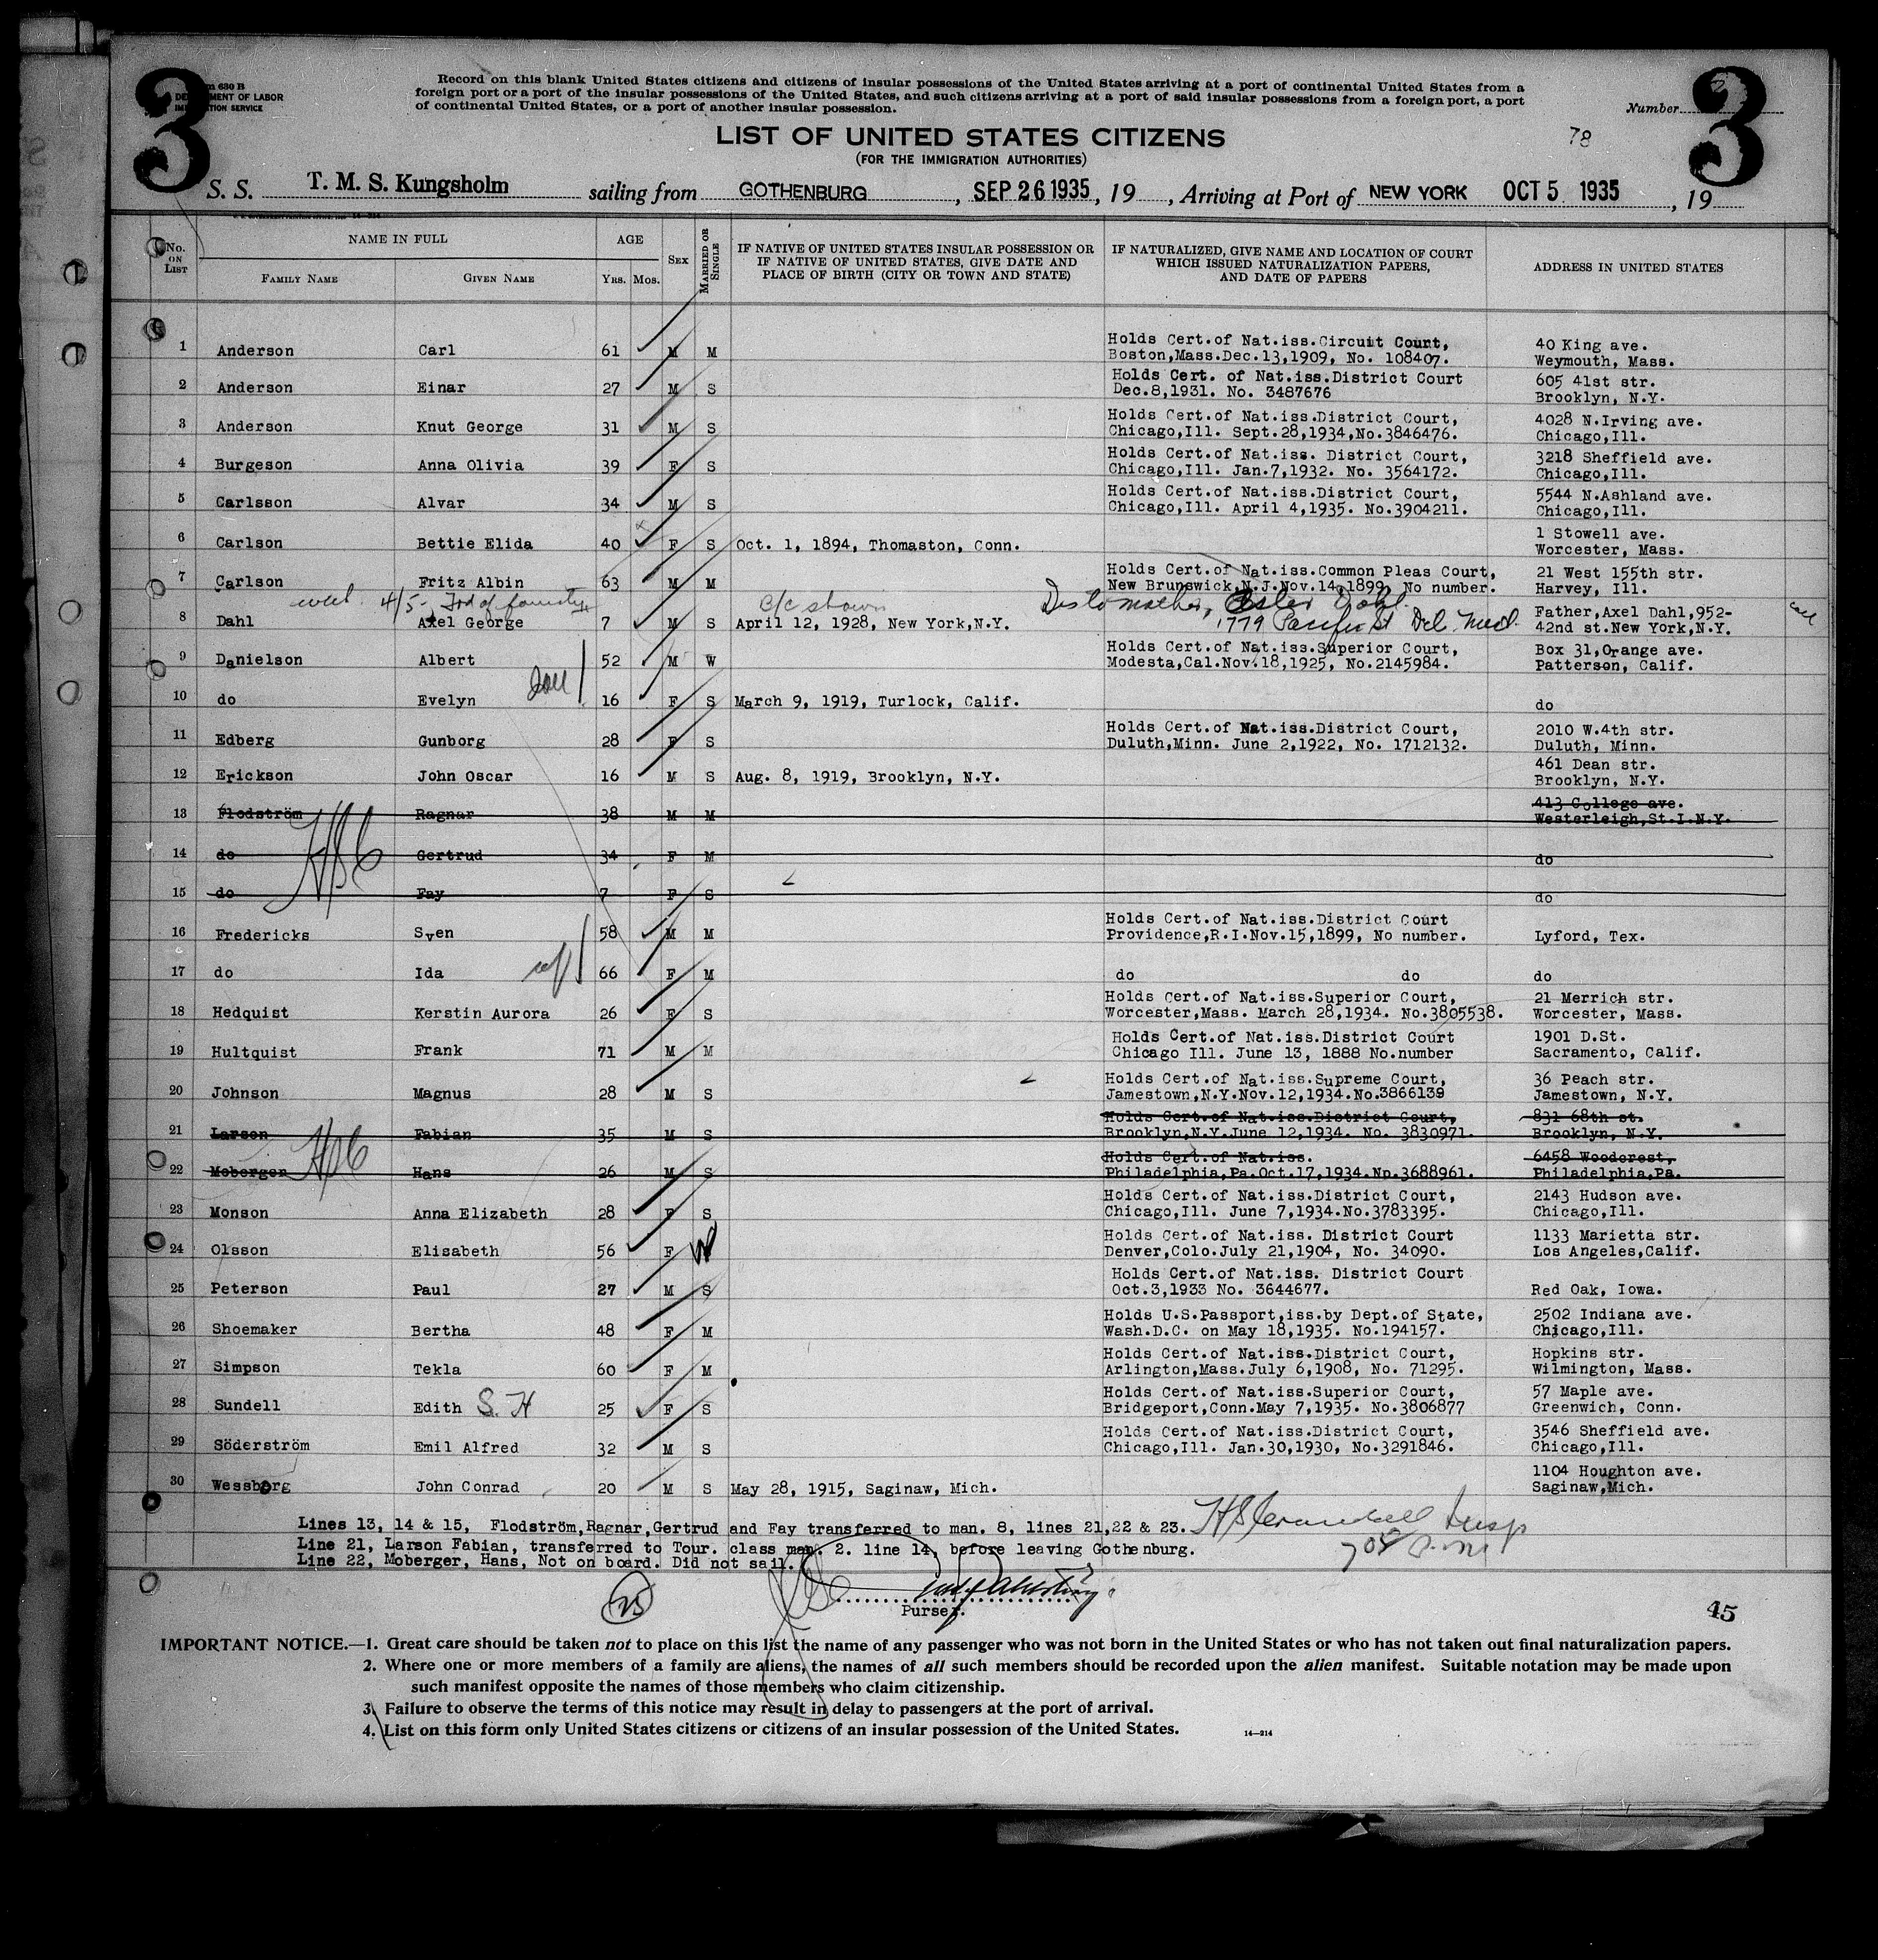 3
m 630 B
DEPARTMENT OF LABOR
IMMIGRATION SERVICE
Record on this blank United States citizens and citizens of insular possessions of the United States arriving at a port of continental United States from a
foreign port or a port of the insular possessions of the United States, and such citizens arriving at a port of said insular possessions from a foreign port, a port
of continental United States, or a port of another insular possession.
Number
3
LIST OF UNITED STATES CITIZENS
78
(FOR THE IMMIGRATION AUTHORITIES)
S. S. T. M. S. Kungsholm sailing from GOTHENBURG, SEP 26 1935, 19, Arriving at Port of NEW YORK OCT 5 1935, 19
No. ON LIST NAME IN FULL FAMILY NAME GIVEN NAME AGE YRS. MOS. SEX MARRIED OR SINGLE
IF NATIVE OF UNITED STATES INSULAR POSSESSION OR
IF NATIVE OF UNITED STATES, GIVE DATE AND
PLACE OF BIRTH (CITY OR TOWN AND STATE)
IF NATURALIZED, GIVE NAME AND LOCATION OF COURT
WHICH ISSUED NATURALIZATION PAPERS,
AND DATE OF PAPERS
ADDRESS IN UNITED STATES
Holds Cert.of Nat.iss.Circuit Court, 40 King ave.
1 Anderson Carl 61 M M Boston,Mass.Dec.13,1909, No. 108407. Weymouth, Mass.
Holds Cert. of Nat.iss.District Court 605 41st str.
2 Anderson Einar 27 M S Dec.8,1931. No. 3487676 Brooklyn, N.Y.
Holds Cert.of Nat.iss.District Court, 4028 N.Irving ave.
3 Anderson Knut George 31 M S Chicago,Ill. Sept.28,1934,No.3846476. Chicago,Ill.
Holds Cert.of Nat.iss. District Court, 3218 Sheffield ave.
4 Burgeson Anna Olivia 39 F S Chicago,Ill. Jan.7,1932. No. 3564172. Chicago,Ill.
Holds Cert.of Nat.iss.District Court, 5544 N.Ashland ave.
5 Carlsson Alvar 34 M S Chicago,Ill. April 4,1935. No.3904211. Chicago,Ill.
1 Stowell ave.
6 Carlson Bettie Elida 40 F S Oct. 1, 1894, Thomaston, Conn. Worcester, Mass.
Holds Cert.of Nat.iss.Common Pleas Court, 21 West 155th str.
7 Carlson Fritz Albin 63 M M New Brunswick,N.J.Nov.14,1899, No number. Harvey, Ill.
4/5- c/c shown Dis to mother, Ester Dahl. Father,Axel Dahl,952-
8 Dahl Axel George 7 M S April 12, 1928, New York,N.Y. 1779 Pacific St 42nd st.New York,N.Y.
Holds Cert.of Nat.iss.Superior Court, Box 31,Orange ave.
9 Danielson Albert 52 M W Modesta,Cal.Nov.18,1925, No.2145984. Patterson, Calif.
10 do Evelyn 16 F S March 9, 1919, Turlock, Calif. do
Holds Cert.of Nat.iss.District Court, 2010 W.4th str.
11 Edberg Gunborg 28 F S Duluth,Minn. June 2,1922, No. 1712132. Duluth, Minn.
461 Dean str.
12 Erickson John Oscar 16 M S Aug. 8, 1919, Brooklyn, N.Y. Brooklyn, N.Y.
413 College ave.
13 Flodström Ragnar 38 M M Westerleigh,St.I.N.Y.
14 do Gertrud 34 F M do
15 do Fay 7 F S do
Holds Cert.of Nat.iss.District Court
16 Fredericks Sven 58 M M Providence,R.I.Nov.15,1899, No number. Lyford, Tex.
17 do Ida 66 F M do do do
Holds Cert.of Nat.iss.Superior Court, 21 Merrich str.
18 Hedquist Kerstin Aurora 26 F S Worcester,Mass. March 28,1934. No.3805538. Worcester, Mass.
Holds Cert.of Nat.iss.District Court 1901 D.St.
19 Hultquist Frank 71 M M Chicago Ill. June 13, 1888 No.number Sacramento, Calif.
Holds Cert.of Nat.iss.Supreme Court, 36 Peach str.
20 Johnson Magnus 28 M S Jamestown,N.Y.Nov.12,1934.No.3866139 Jamestown, N.Y.
Holds Cert.of Nat.iss.District Court, 831 68th st.
21 Larson Fabian 35 M S Brooklyn,N.Y.June 12,1934. No. 3830971. Brooklyn, N.Y.
Holds Cert.of Nat.iss. 6458 Woodcrest,
22 Mobergen Hans 26 M S Philadelphia,Pa.Oct.17,1934.No.3688961. Philadelphia,Pa.
Holds Cert.of Nat.iss.District Court, 2143 Hudson ave.
23 Monson Anna Elizabeth 28 F S Chicago,Ill. June 7,1934.No.3783395. Chicago,Ill.
Holds Cert.of Nat.iss. District Court 1133 Marietta str.
24 Olsson Elisabeth 56 F W Denver,Colo.July 21,1904, No. 34090. Los Angeles,Calif.
Holds Cert.of Nat.iss. District Court
25 Peterson Paul 27 M S Oct.3,1933 No. 3644677. Red Oak, Iowa.
Holds U.S.Passport,iss.by Dept.of State, 2502 Indiana ave.
26 Shoemaker Bertha 48 F M Wash.D.C. on May 18,1935. No.194157. Chicago,Ill.
Holds Cert.of Nat.iss.District Court, Hopkins str.
27 Simpson Tekla 60 F M Arlington,Mass.July 6,1908, No. 71295. Wilmington, Mass.
Holds Cert.of Nat.iss.Superior Court, 57 Maple ave.
28 Sundell Edith S.H 25 F S Bridgeport,Conn.May 7,1935. No.3806877 Greenwich, Conn.
Holds Cert.of Nat.iss.District Court, 3546 Sheffield ave.
29 Söderström Emil Alfred 32 M S Chicago,Ill. Jan.30,1930, No.3291846. Chicago,Ill.
1104 Houghton ave.
30 Wessberg John Conrad 20 M S May 28, 1915, Saginaw, Mich. Saginaw,Mich.
Lines 13, 14 & 15, Flodström,Ragnar,Gertrud and Fay transferred to man. 8, lines 21,22 & 23.
Line 21, Larson Fabian, transferred to Tour. class man. 2. line 14, before leaving Gothenburg.
Line 22, Moberger, Hans, Not on board. Did not sail.
25
Purser.
45
IMPORTANT NOTICE.—1. Great care should be taken not to place on this list the name of any passenger who was not born in the United States or who has not taken out final naturalization papers.
2. Where one or more members of a family are aliens, the names of all such members should be recorded upon the alien manifest. Suitable notation may be made upon
such manifest opposite the names of those members who claim citizenship.
3. Failure to observe the terms of this notice may result in delay to passengers at the port of arrival.
4. List on this form only United States citizens or citizens of an insular possession of the United States.
14—214